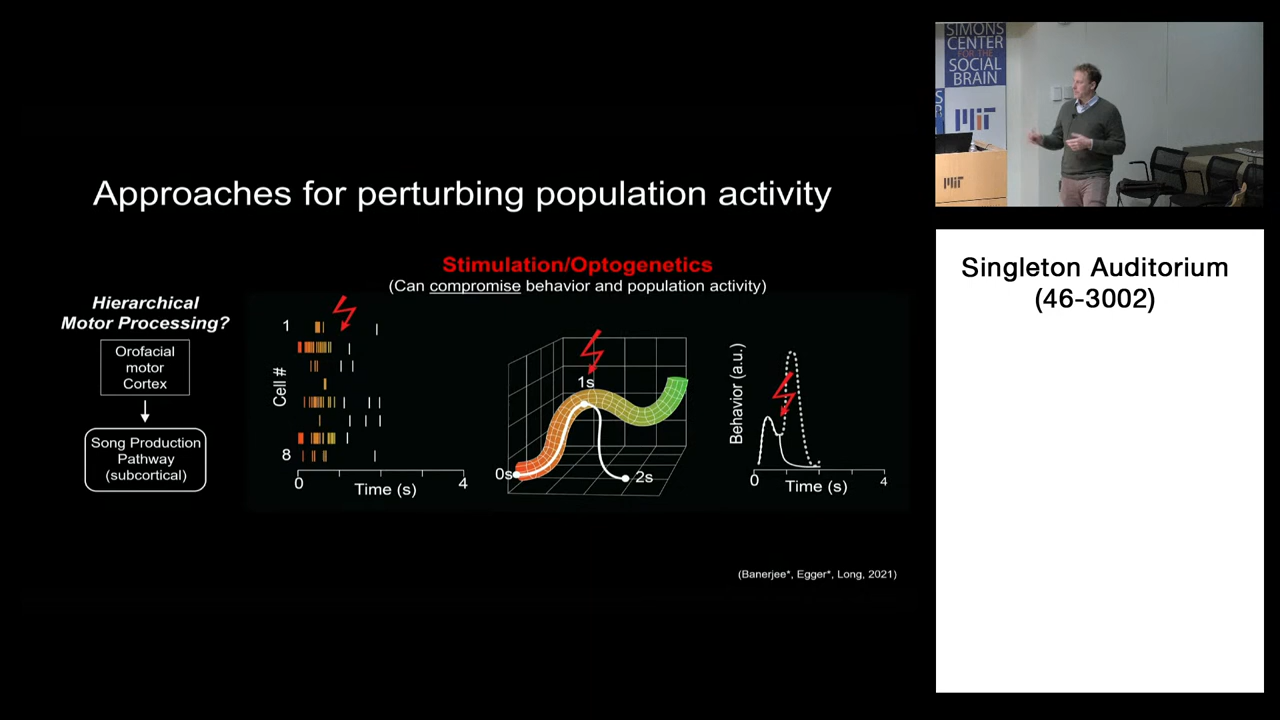 Approaches for perturbing population activity
Stimulation/Optogenetics
(Can compromise behavior and population activity)
Hierarchical
Motor Processing?
Orofacial
motor
Cortex
Song Production
Pathway
(subcortical)
Cell #
1
8
0
4
Time (s)
0s
1s
2s
Behavior (a.u.)
0
4
Time (s)
(Banerjee*, Egger*, Long, 2021)
SIMONS
CENTER
FOR THE
SOCIAL
BRAIN
MIT
MIT
Singleton Auditorium
(46-3002)